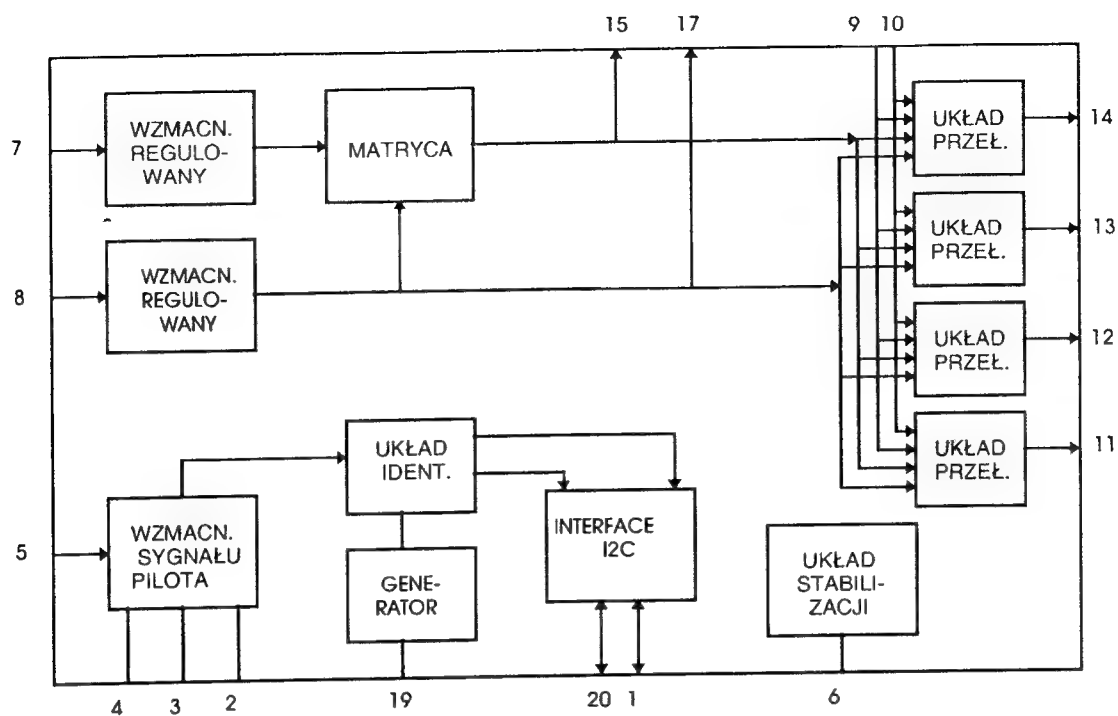 15 17 9 10
7
WZMACN.
REGULO-
WANY
MATRYCA
UKŁAD
PRZEŁ.
14
UKŁAD
PRZEŁ.
13
8
WZMACN.
REGULO-
WANY
UKŁAD
PRZEŁ.
12
UKŁAD
PRZEŁ.
11
5
WZMACN.
SYGNAŁU
PILOTA
UKŁAD
IDENT.
GENE-
RATOR
INTERFACE
I2C
UKŁAD
STABILI-
ZACJI
4 3 2 19 20 1 6